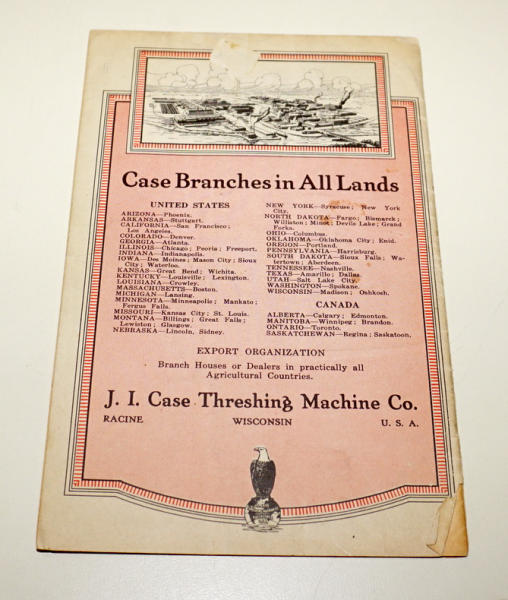 Case Branches in All Lands
UNITED STATES
ARIZONA—Phoenix.
ARKANSAS—Stuttgart.
CALIFORNIA—San Francisco;
Los Angeles.
COLORADO—Denver.
GEORGIA—Atlanta.
ILLINOIS—Chicago; Peoria; Freeport.
INDIANA—Indianapolis.
IOWA—Des Moines; Mason City; Sioux
City; Waterloo.
KANSAS—Great Bend; Wichita.
KENTUCKY—Louisville; Lexington.
LOUISIANA—Crowley.
MASSACHUSETTS—Boston.
MICHIGAN—Lansing.
MINNESOTA—Minneapolis; Mankato;
Fergus Falls.
MISSOURI—Kansas City; St. Louis.
MONTANA—Billings; Great Falls;
Lewiston; Glasgow.
NEBRASKA—Lincoln, Sidney.
NEW YORK—Syracuse; New York
City.
NORTH DAKOTA—Fargo; Bismarck;
Williston; Minot; Devils Lake; Grand
Forks.
OHIO—Columbus.
OKLAHOMA—Oklahoma City; Enid.
OREGON—Portland.
PENNSYLVANIA—Harrisburg.
SOUTH DAKOTA—Sioux Falls; Wa-
tertown; Aberdeen.
TENNESSEE—Nashville.
TEXAS—Amarillo; Dallas.
UTAH—Salt Lake City.
WASHINGTON—Spokane.
WISCONSIN—Madison; Oshkosh.
CANADA
ALBERTA—Calgary; Edmonton.
MANITOBA—Winnipeg; Brandon.
ONTARIO—Toronto.
SASKATCHEWAN—Regina; Saskatoon.
EXPORT ORGANIZATION
Branch Houses or Dealers in practically all
Agricultural Countries.
J. I. Case Threshing Machine Co.
RACINE WISCONSIN U. S. A.